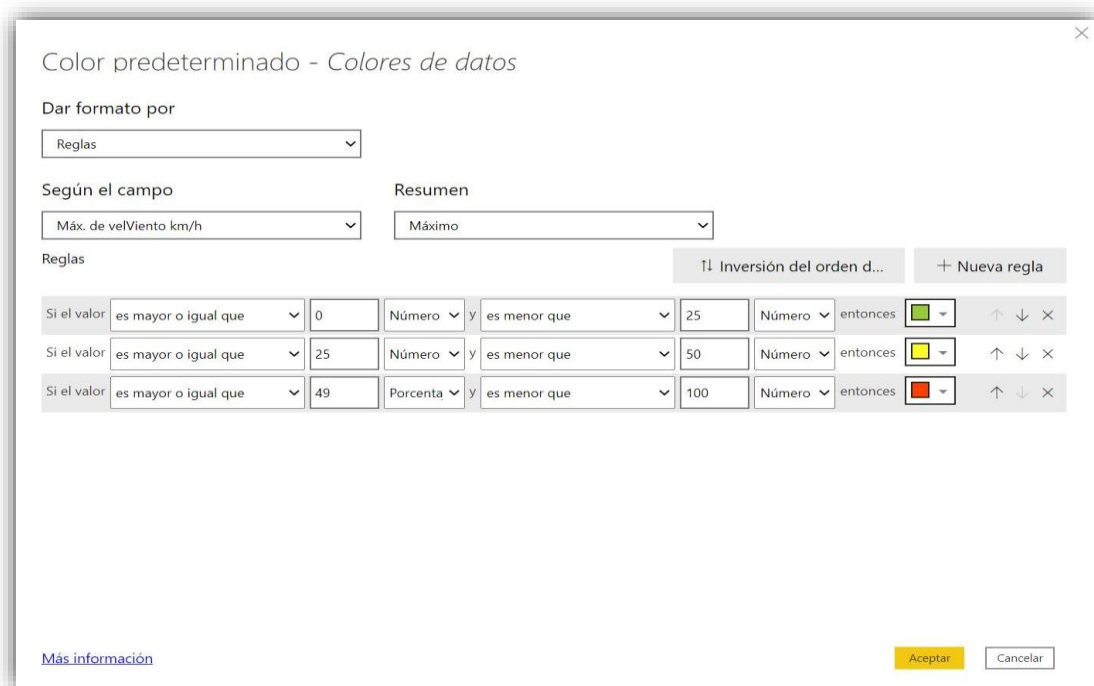 Color predeterminado - Colores de datos
Dar formato por
Reglas
Según el campo Resumen
Máx. de velViento km/h Máximo
Reglas Inversión del orden d... + Nueva regla
Si el valor es mayor o igual que 0 Número y es menor que 25 Número entonces
Si el valor es mayor o igual que 25 Número y es menor que 50 Número entonces
Si el valor es mayor o igual que 49 Porcenta y es menor que 100 Número entonces
Más información Aceptar Cancelar